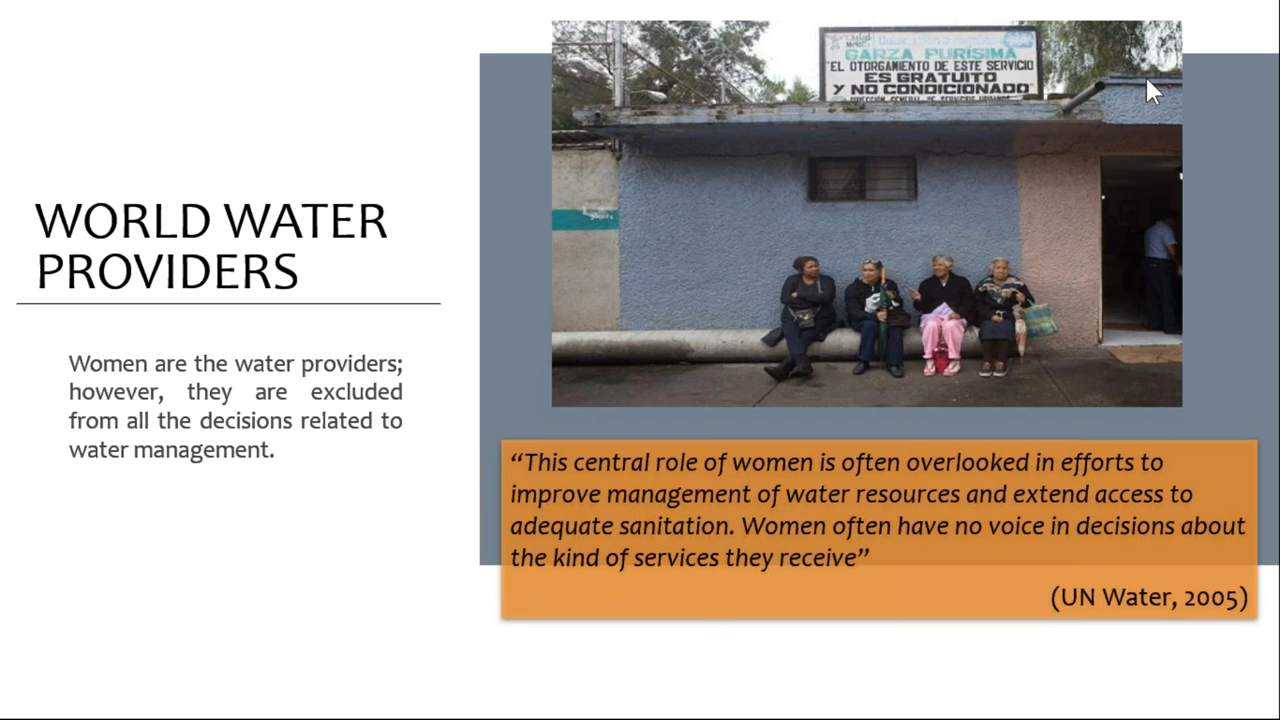 WORLD WATER
PROVIDERS
Women are the water providers;
however, they are excluded
from all the decisions related to
water management.
GARZA PURÍSIMA
"EL OTORGAMIENTO DE ESTE SERVICIO
ES GRATUITO
Y NO CONDICIONADO"
“This central role of women is often overlooked in efforts to
improve management of water resources and extend access to
adequate sanitation. Women often have no voice in decisions about
the kind of services they receive”
(UN Water, 2005)